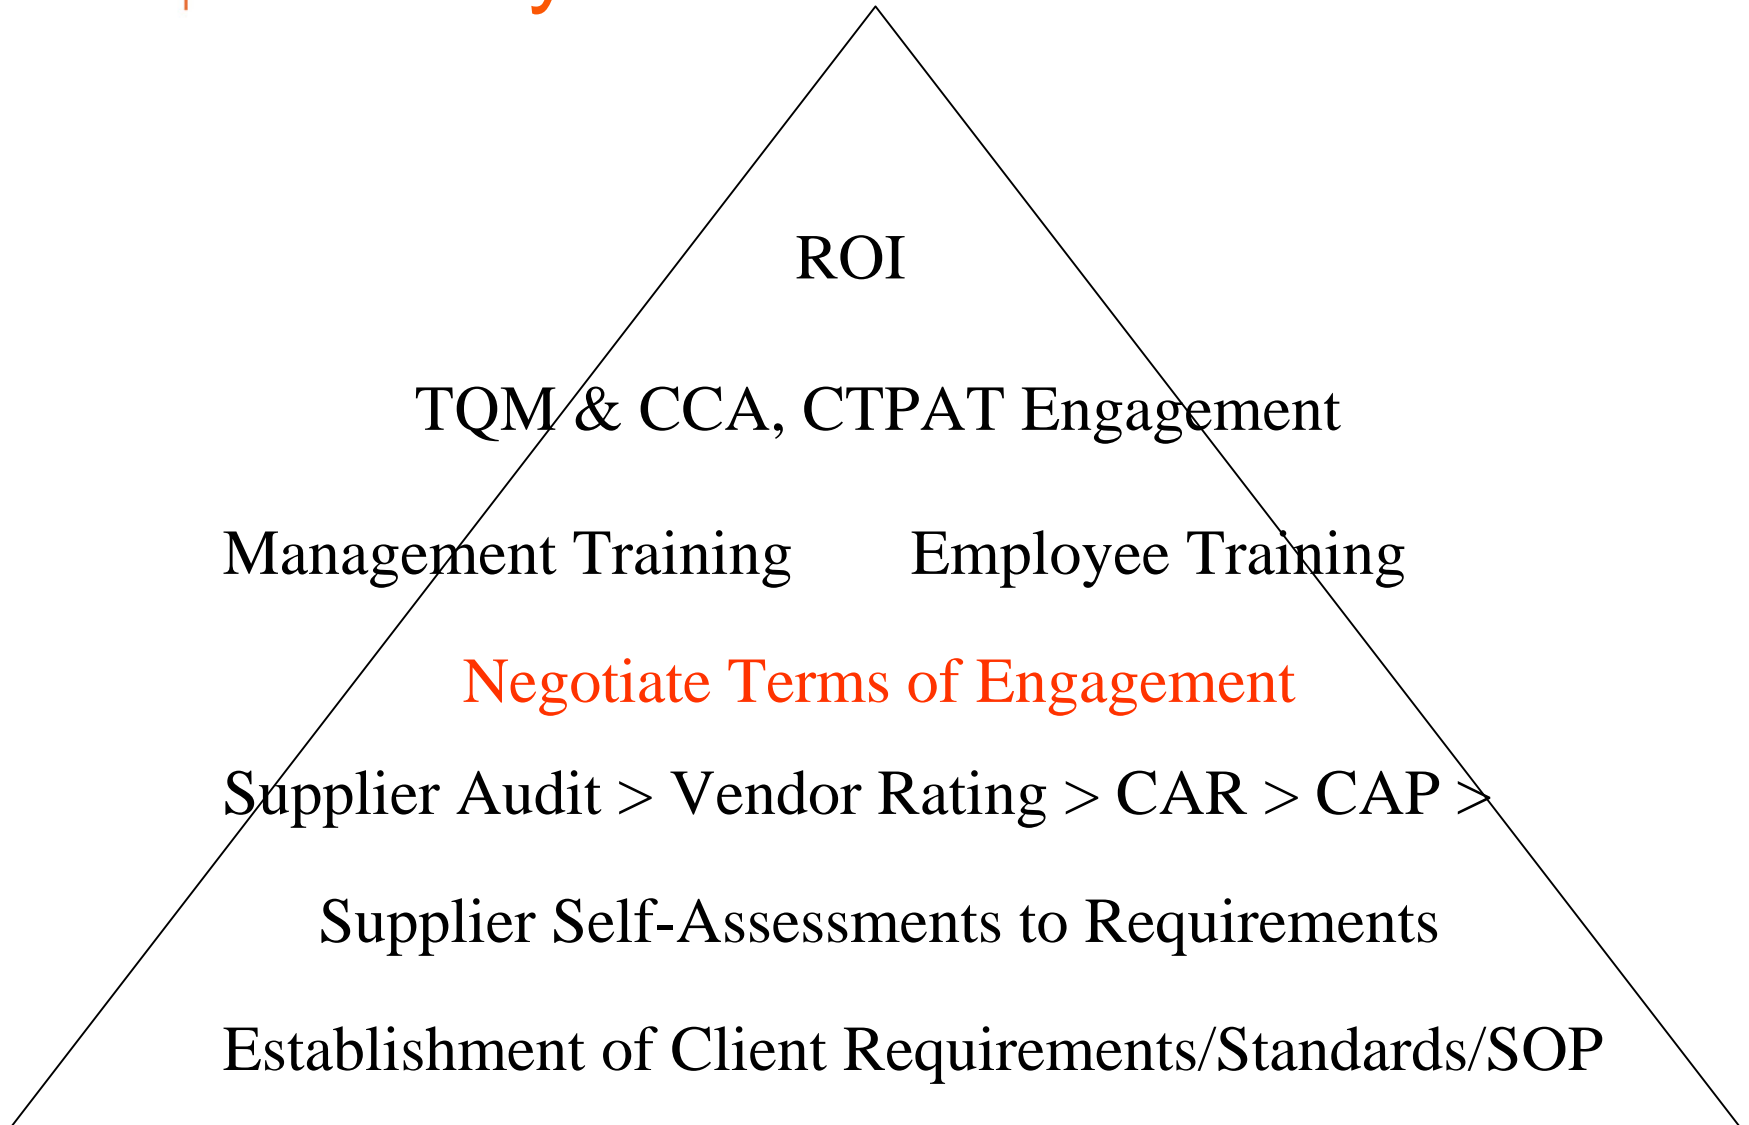 ROI
TQM & CCA, CTPAT Engagement
Management Training Employee Training
Negotiate Terms of Engagement
Supplier Audit > Vendor Rating > CAR > CAP >
Supplier Self-Assessments to Requirements
Establishment of Client Requirements/Standards/SOP